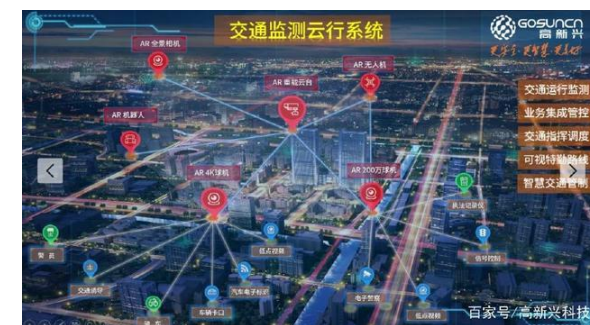 交通监测云行系统
GOSUNCN
高新兴
AR 全景相机
AR 无人机
AR 重载云台
AR 机器人
AR 4K球机
AR 200万球机
交通运行监测
业务集成管控
交通指挥调度
可视特勤路线
智慧交通管制
执法记录仪
警 员
低点视频
信号控制
交通诱导
汽车电子标识
电子警察
车辆卡口
低点视频
百家号/高新兴科技